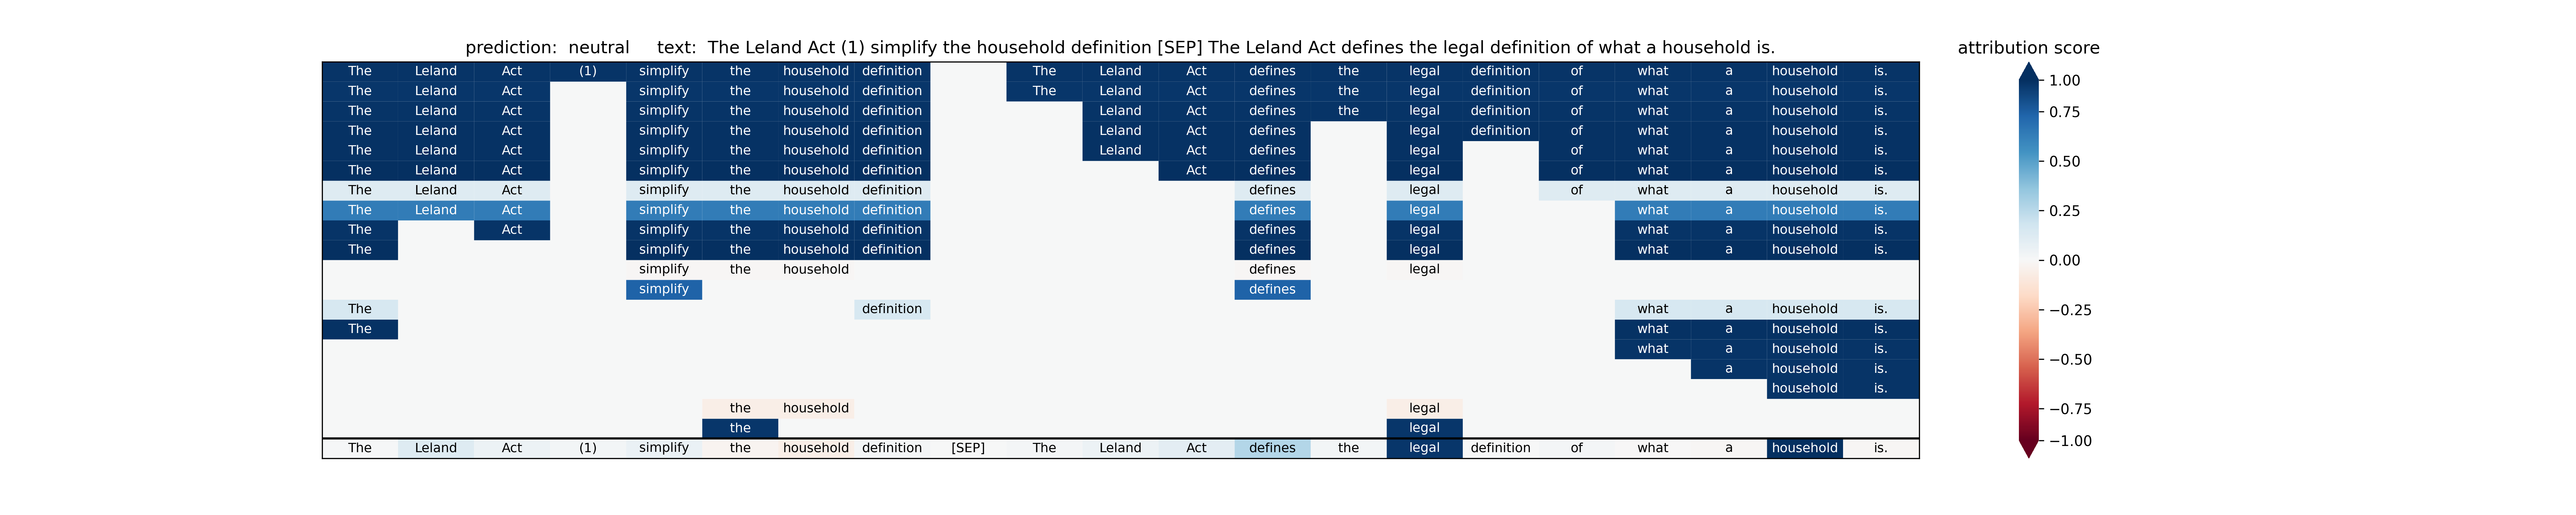 prediction: neutral text: The Leland Act (1) simplify the household definition [SEP] The Leland Act defines the legal definition of what a household is.
attribution score
The Leland Act (1) simplify the household definition The Leland Act defines the legal definition of what a household is.
The Leland Act simplify the household definition The Leland Act defines the legal definition of what a household is.
The Leland Act simplify the household definition Leland Act defines the legal definition of what a household is.
The Leland Act simplify the household definition Leland Act defines legal definition of what a household is.
The Leland Act simplify the household definition Leland Act defines legal of what a household is.
The Leland Act simplify the household definition Act defines legal of what a household is.
The Leland Act simplify the household definition defines legal of what a household is.
The Leland Act simplify the household definition defines legal what a household is.
The Act simplify the household definition defines legal what a household is.
The simplify the household definition defines legal what a household is.
simplify the household defines legal
simplify defines
The definition what a household is.
The what a household is.
what a household is.
a household is.
household is.
the household legal
the legal
The Leland Act (1) simplify the household definition [SEP] The Leland Act defines the legal definition of what a household is.
1.00
0.75
0.50
0.25
0.00
−0.25
−0.50
−0.75
−1.00